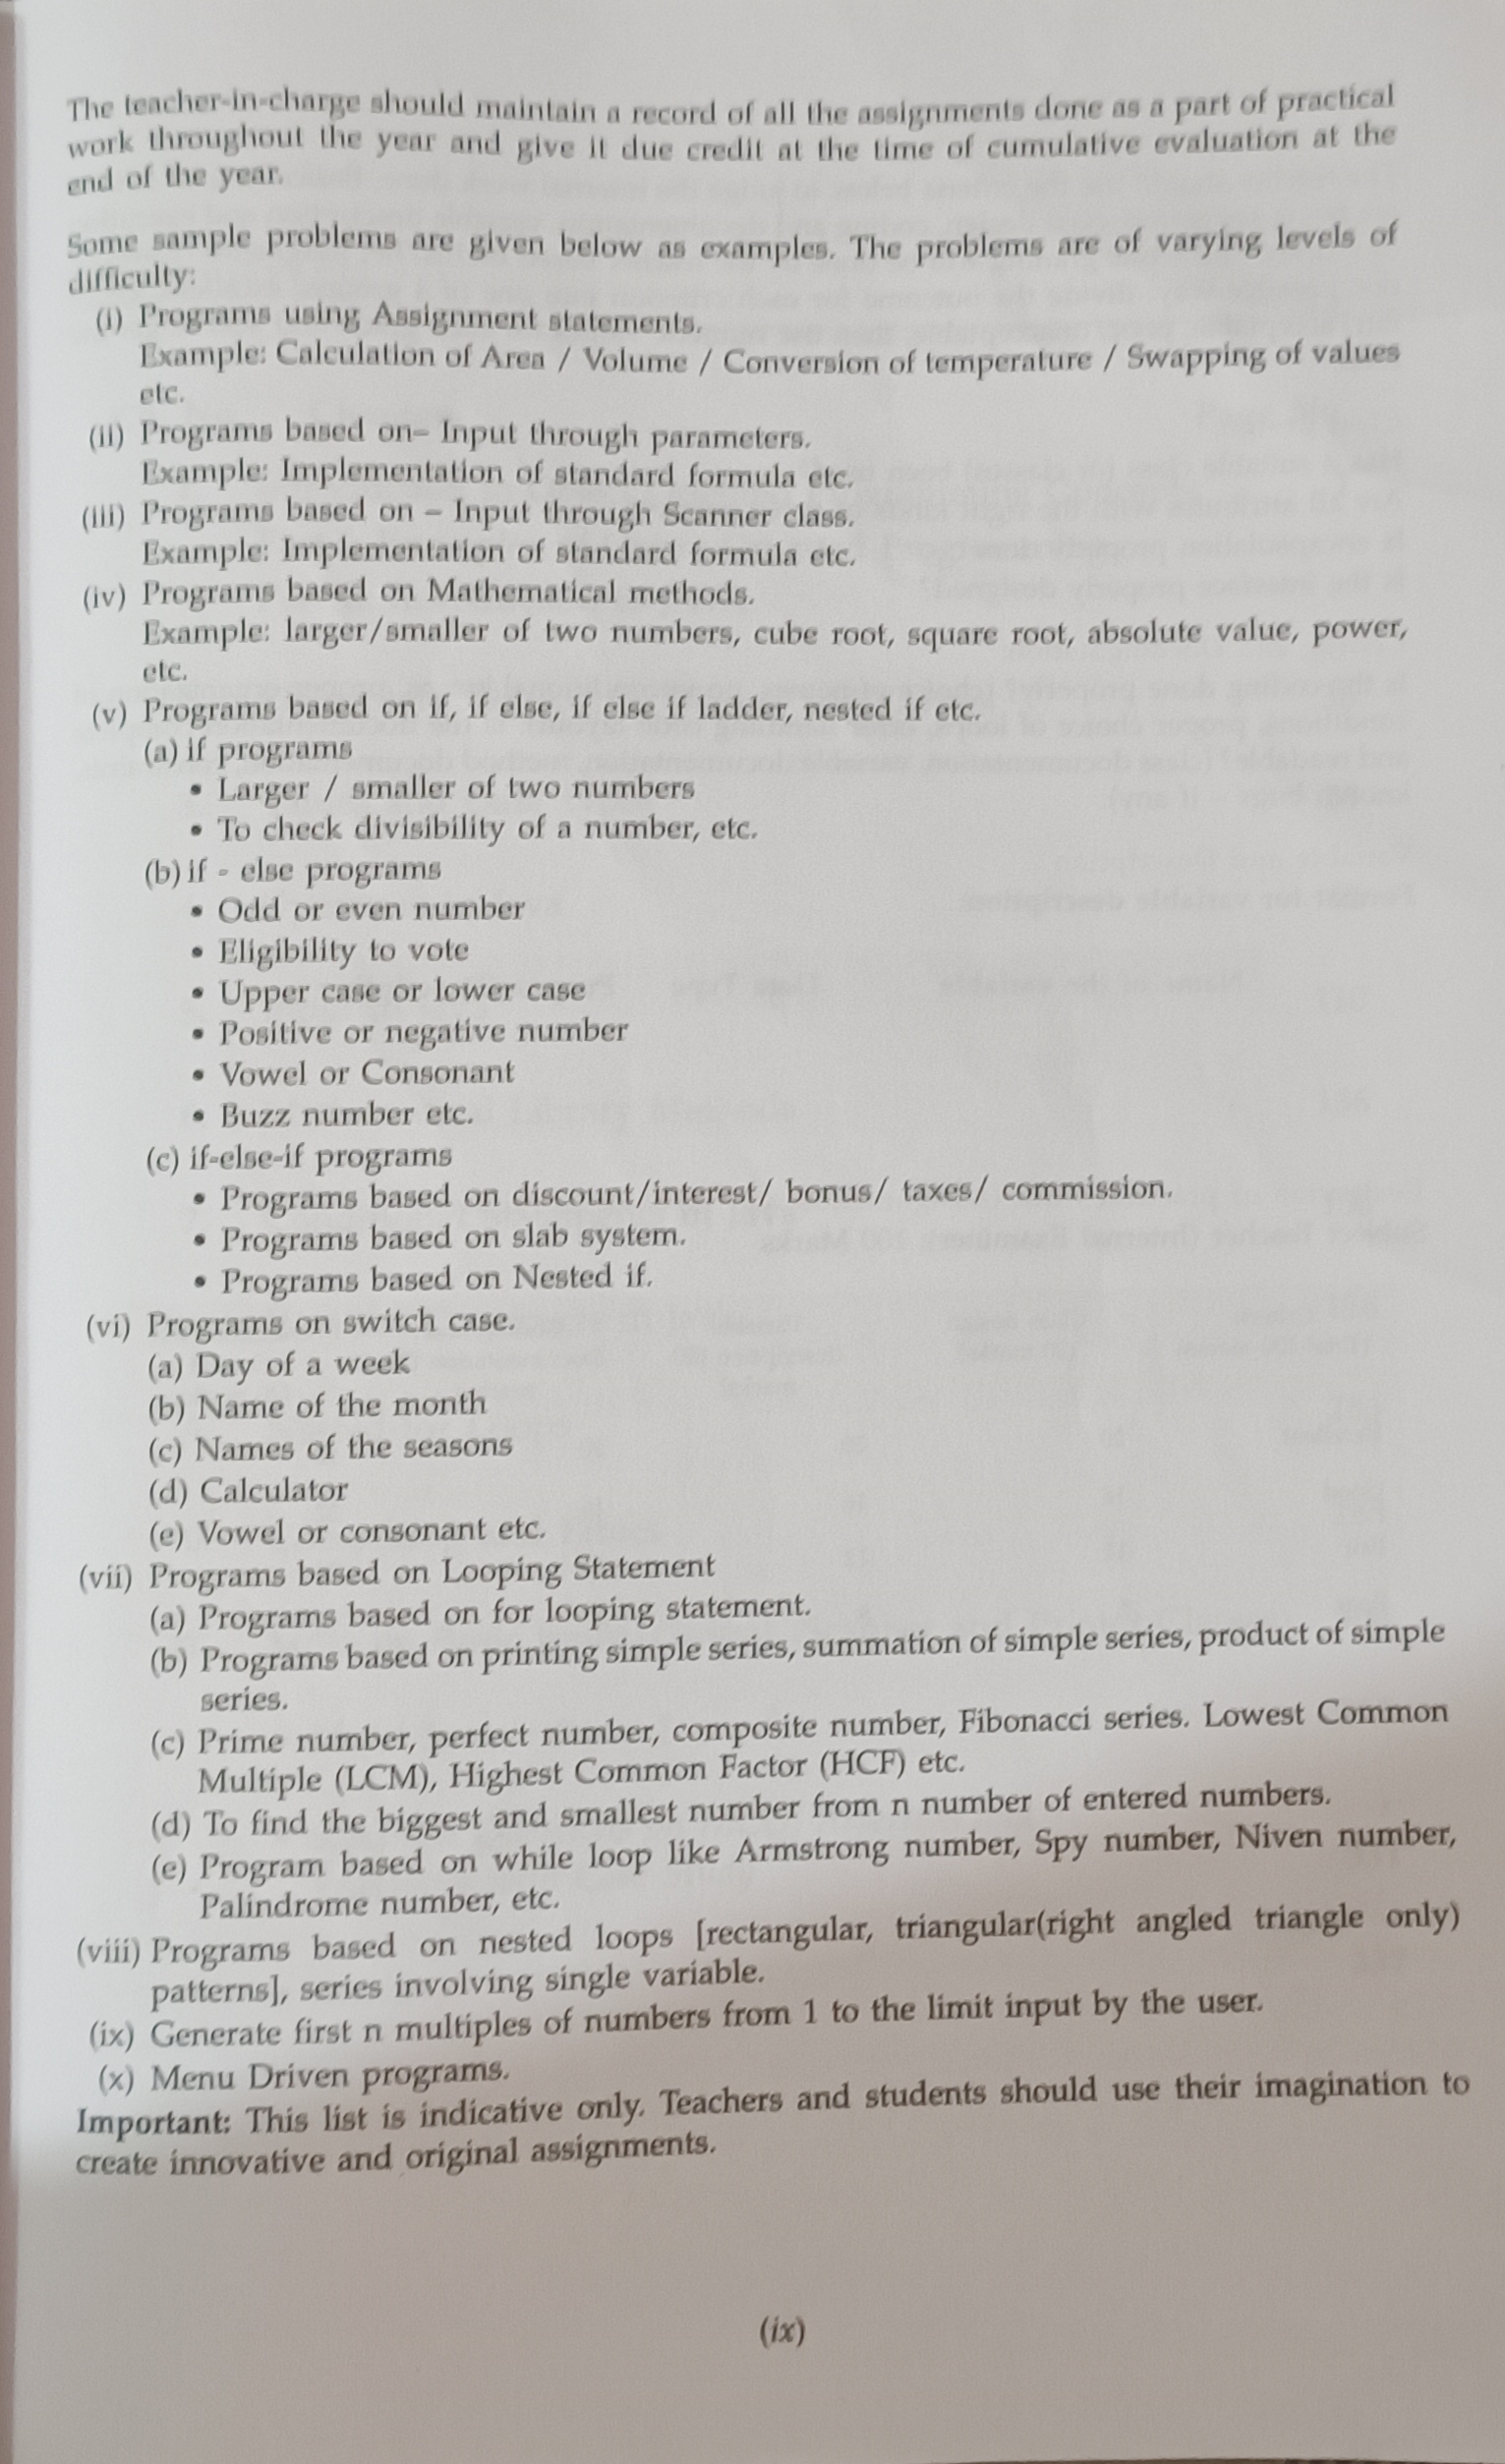 The teacher-in-charge should maintain a record of all the assignments done as a part of practical
work throughout the year and give it due credit at the time of cumulative evaluation at the
end of the year.
Some sample problems are given below as examples. The problems are of varying levels of
difficulty:
(i) Programs using Assignment statements.
Example: Calculation of Area / Volume / Conversion of temperature / Swapping of values
etc.
(ii) Programs based on– Input through parameters.
Example: Implementation of standard formula etc.
(iii) Programs based on – Input through Scanner class.
Example: Implementation of standard formula etc.
(iv) Programs based on Mathematical methods.
Example: larger/smaller of two numbers, cube root, square root, absolute value, power,
etc.
(v) Programs based on if, if else, if else if ladder, nested if etc.
(a) if programs
• Larger / smaller of two numbers
• To check divisibility of a number, etc.
(b) if - else programs
• Odd or even number
• Eligibility to vote
• Upper case or lower case
• Positive or negative number
• Vowel or Consonant
• Buzz number etc.
(c) if-else-if programs
• Programs based on discount/interest/ bonus/ taxes/ commission.
• Programs based on slab system.
• Programs based on Nested if.
(vi) Programs on switch case.
(a) Day of a week
(b) Name of the month
(c) Names of the seasons
(d) Calculator
(e) Vowel or consonant etc.
(vii) Programs based on Looping Statement
(a) Programs based on for looping statement.
(b) Programs based on printing simple series, summation of simple series, product of simple
series.
(c) Prime number, perfect number, composite number, Fibonacci series. Lowest Common
Multiple (LCM), Highest Common Factor (HCF) etc.
(d) To find the biggest and smallest number from n number of entered numbers.
(e) Program based on while loop like Armstrong number, Spy number, Niven number,
Palindrome number, etc.
(viii) Programs based on nested loops [rectangular, triangular(right angled triangle only)
patterns], series involving single variable.
(ix) Generate first n multiples of numbers from 1 to the limit input by the user.
(x) Menu Driven programs.
Important: This list is indicative only. Teachers and students should use their imagination to
create innovative and original assignments.
(ix)